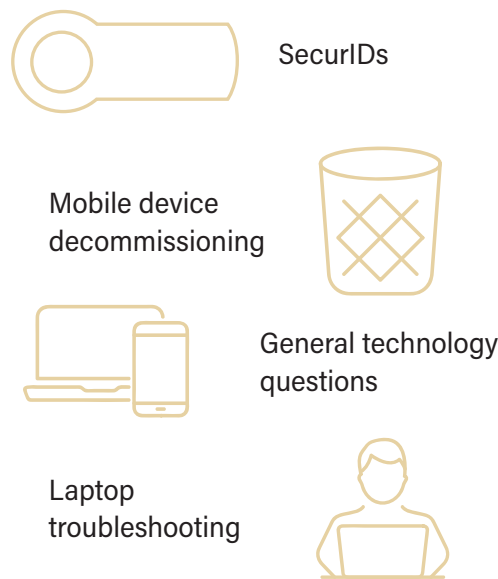 SecurIDs
Mobile device
decommissioning
General technology
questions
Laptop
troubleshooting